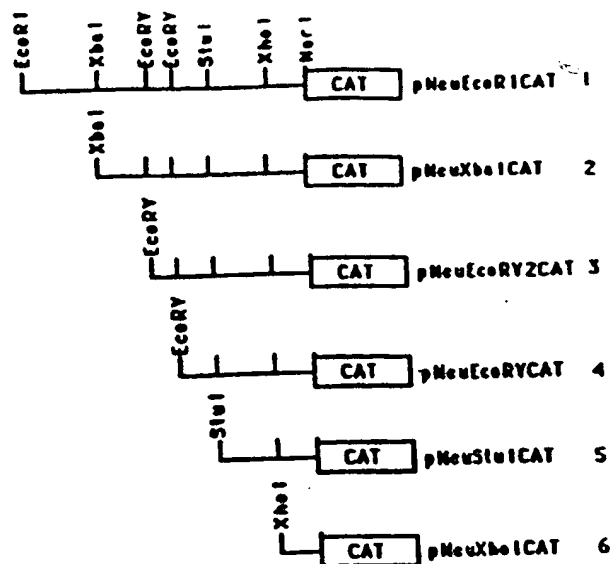 EcoRI XbaI EcoRV EcoRV StuI XhoI NarI
CAT pNeuEcoRICAT 1
XbaI
CAT pNeuXbaICAT 2
EcoRV
CAT pNeuEcoRV2CAT 3
EcoRV
CAT pNeuEcoRVCAT 4
StuI
CAT pNeuStuICAT 5
XhoI
CAT pNeuXhoICAT 6